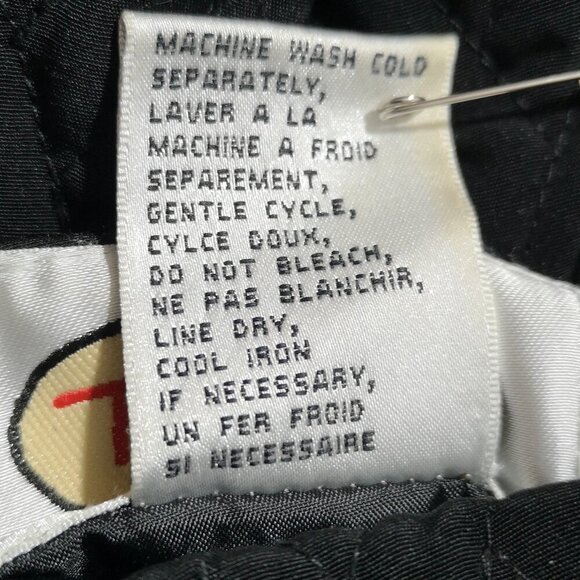 MACHINE WASH COLD
SEPARATELY,
LAVER A LA
MACHINE A FROID
SEPAREMENT,
GENTLE CYCLE,
CYLCE DOUX,
DO NOT BLEACH,
NE PAS BLANCHIR,
LINE DRY,
COOL IRON
IF NECESSARY,
UN FER FROID
SI NECESSAIRE